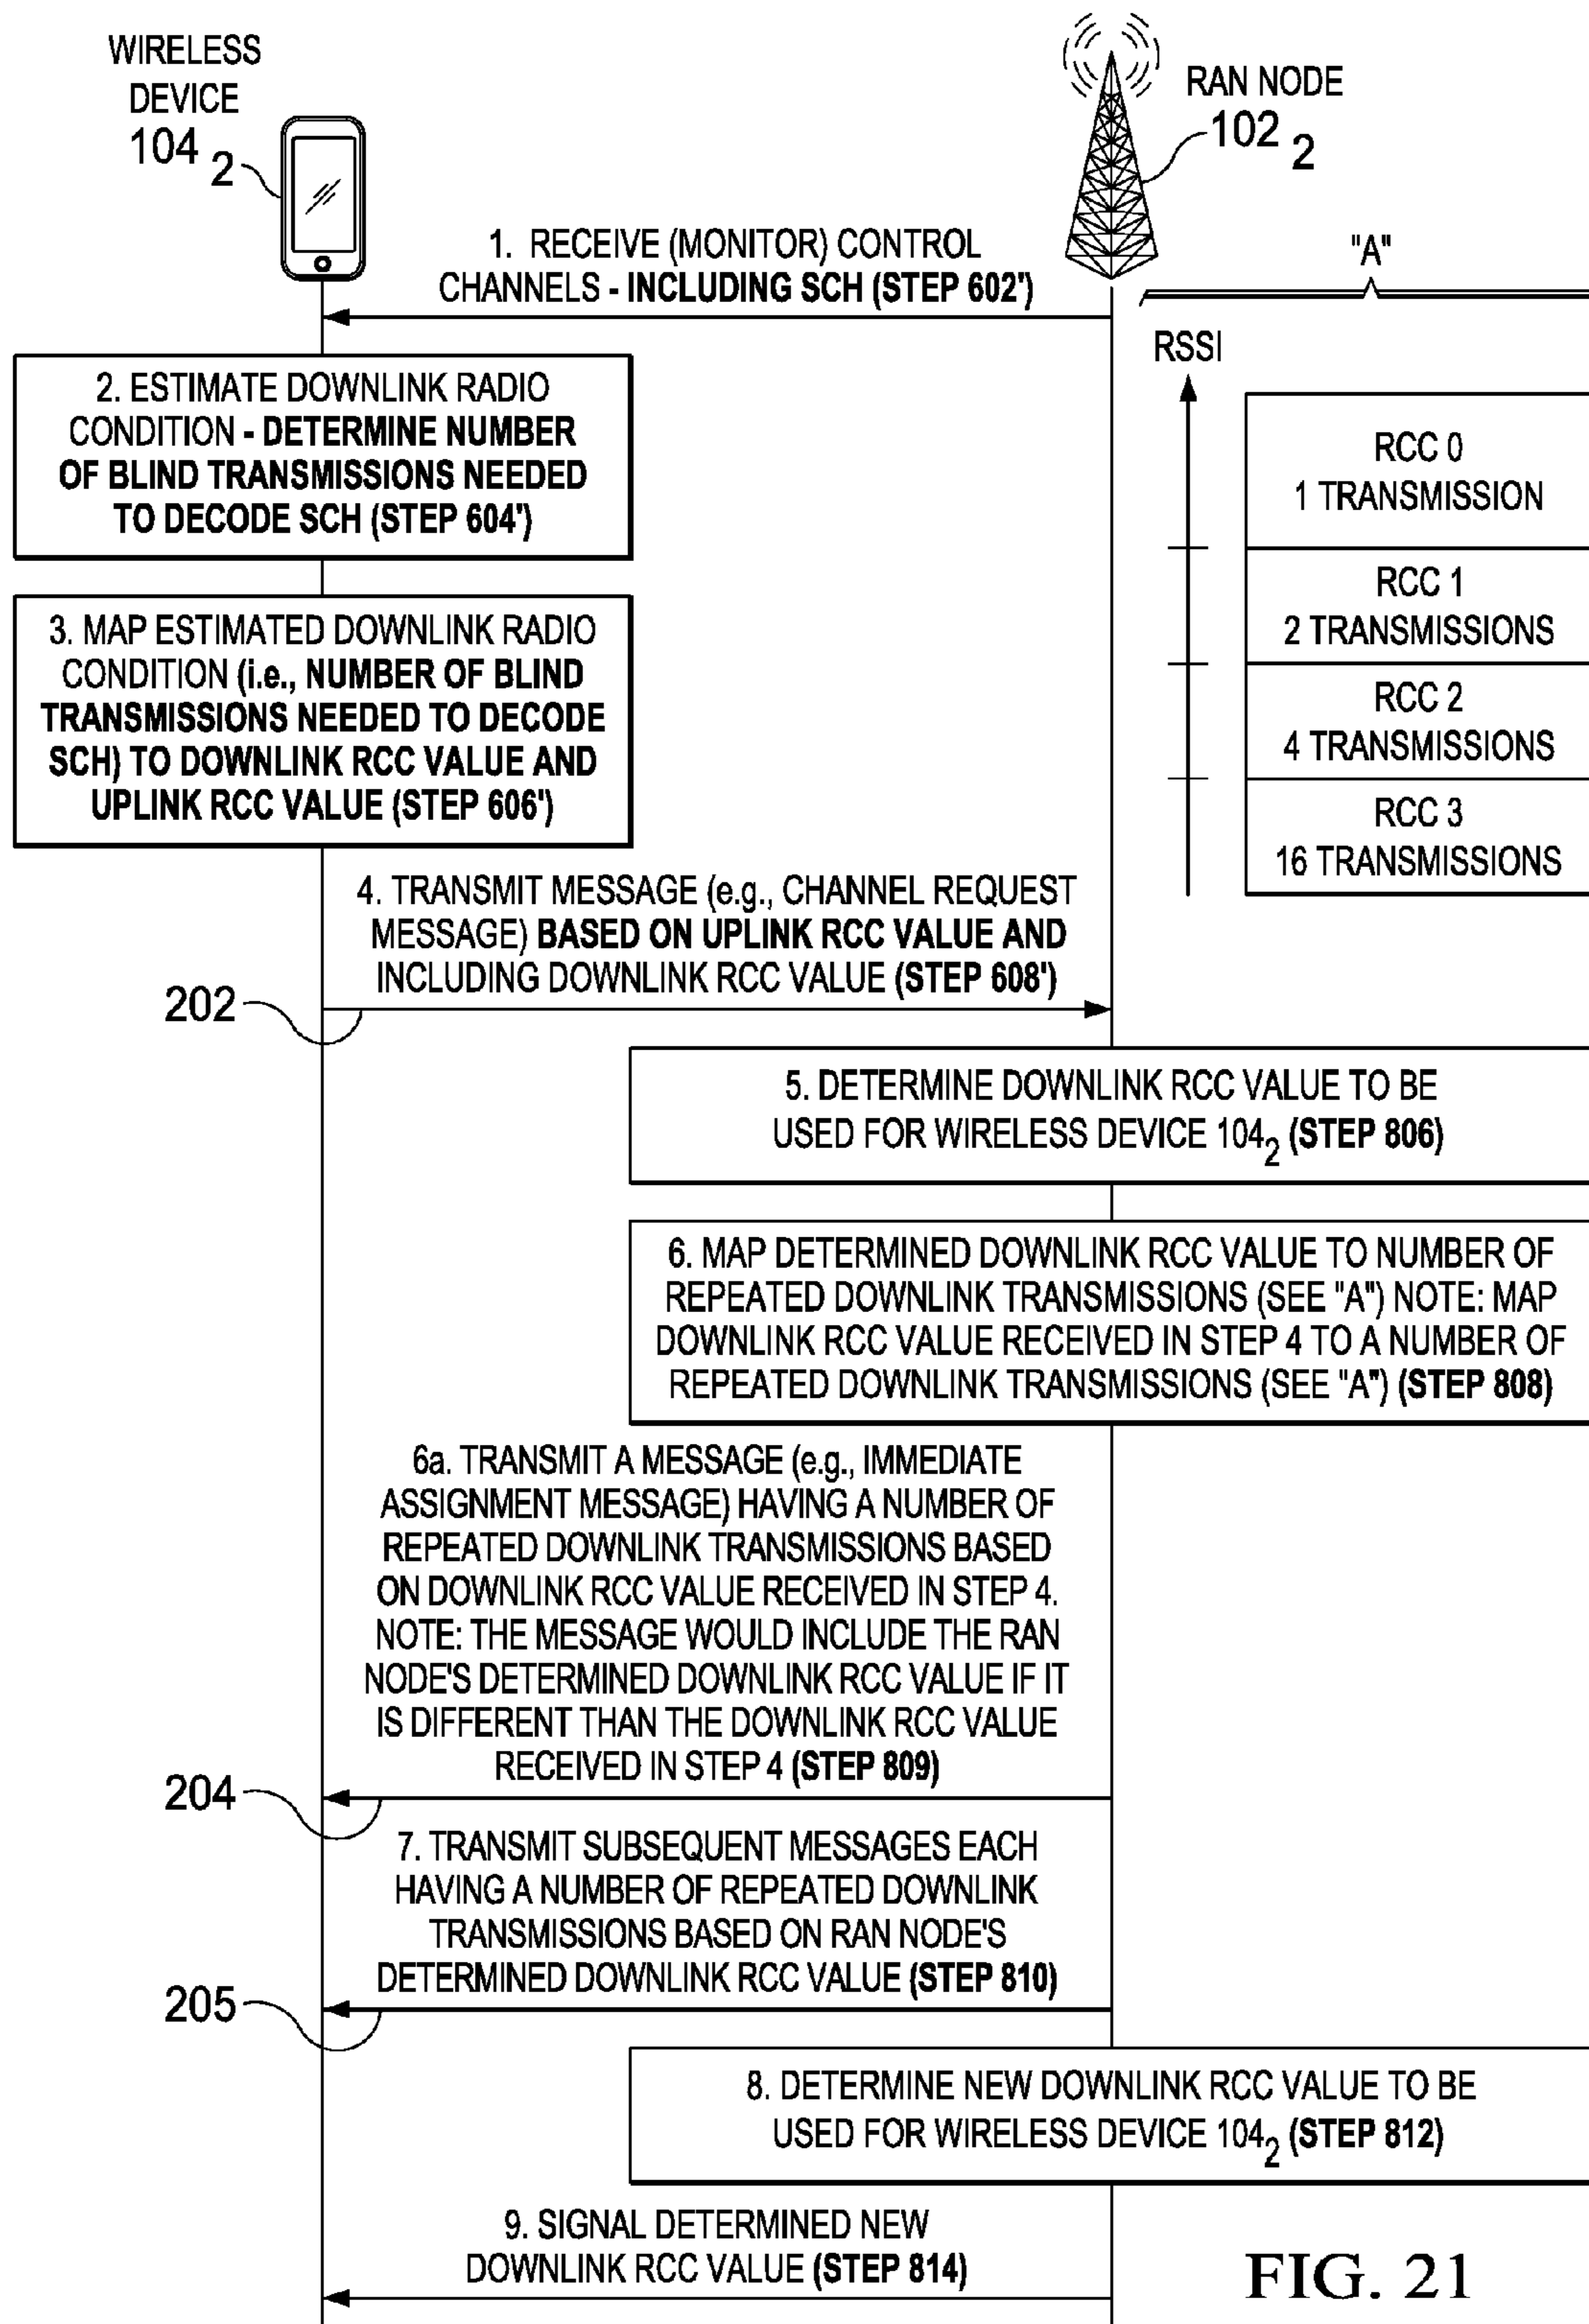 WIRELESS
DEVICE
104 2
RAN NODE
102 2
1. RECEIVE (MONITOR) CONTROL
CHANNELS - INCLUDING SCH (STEP 602')
"A"
RSSI
RCC 0
1 TRANSMISSION
RCC 1
2 TRANSMISSIONS
RCC 2
4 TRANSMISSIONS
RCC 3
16 TRANSMISSIONS
2. ESTIMATE DOWNLINK RADIO
CONDITION - DETERMINE NUMBER
OF BLIND TRANSMISSIONS NEEDED
TO DECODE SCH (STEP 604')
3. MAP ESTIMATED DOWNLINK RADIO
CONDITION (i.e., NUMBER OF BLIND
TRANSMISSIONS NEEDED TO DECODE
SCH) TO DOWNLINK RCC VALUE AND
UPLINK RCC VALUE (STEP 606')
4. TRANSMIT MESSAGE (e.g., CHANNEL REQUEST
MESSAGE) BASED ON UPLINK RCC VALUE AND
INCLUDING DOWNLINK RCC VALUE (STEP 608')
202
5. DETERMINE DOWNLINK RCC VALUE TO BE
USED FOR WIRELESS DEVICE 104₂ (STEP 806)
6. MAP DETERMINED DOWNLINK RCC VALUE TO NUMBER OF
REPEATED DOWNLINK TRANSMISSIONS (SEE "A") NOTE: MAP
DOWNLINK RCC VALUE RECEIVED IN STEP 4 TO A NUMBER OF
REPEATED DOWNLINK TRANSMISSIONS (SEE "A") (STEP 808)
6a. TRANSMIT A MESSAGE (e.g., IMMEDIATE
ASSIGNMENT MESSAGE) HAVING A NUMBER OF
REPEATED DOWNLINK TRANSMISSIONS BASED
ON DOWNLINK RCC VALUE RECEIVED IN STEP 4.
NOTE: THE MESSAGE WOULD INCLUDE THE RAN
NODE'S DETERMINED DOWNLINK RCC VALUE IF IT
IS DIFFERENT THAN THE DOWNLINK RCC VALUE
RECEIVED IN STEP 4 (STEP 809)
204
7. TRANSMIT SUBSEQUENT MESSAGES EACH
HAVING A NUMBER OF REPEATED DOWNLINK
TRANSMISSIONS BASED ON RAN NODE'S
DETERMINED DOWNLINK RCC VALUE (STEP 810)
205
8. DETERMINE NEW DOWNLINK RCC VALUE TO BE
USED FOR WIRELESS DEVICE 104₂ (STEP 812)
9. SIGNAL DETERMINED NEW
DOWNLINK RCC VALUE (STEP 814)
FIG. 21